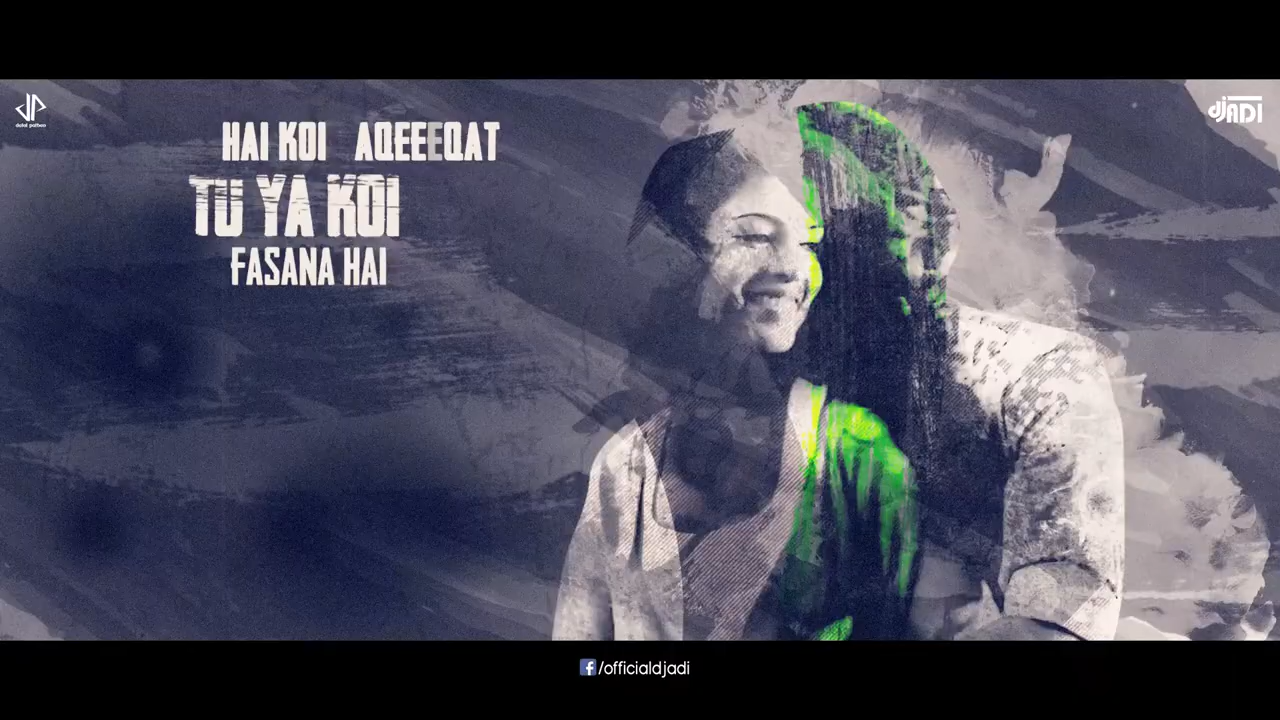 HAI KOI AQEEEQAT
TU YA KOI
FASANA HAI
djADI
/officialdjadi